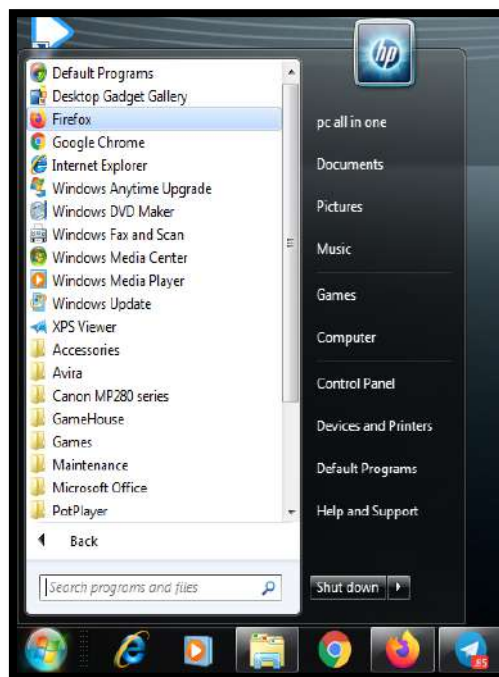 hp
Default Programs
Desktop Gadget Gallery
Firefox
Google Chrome
Internet Explorer
Windows Anytime Upgrade
Windows DVD Maker
Windows Fax and Scan
Windows Media Center
Windows Media Player
Windows Update
XPS Viewer
Accessories
Avira
Canon MP280 series
GameHouse
Games
Maintenance
Microsoft Office
PotPlayer
Back
Search programs and files
pc all in one
Documents
Pictures
Music
Games
Computer
Control Panel
Devices and Printers
Default Programs
Help and Support
Shut down
85